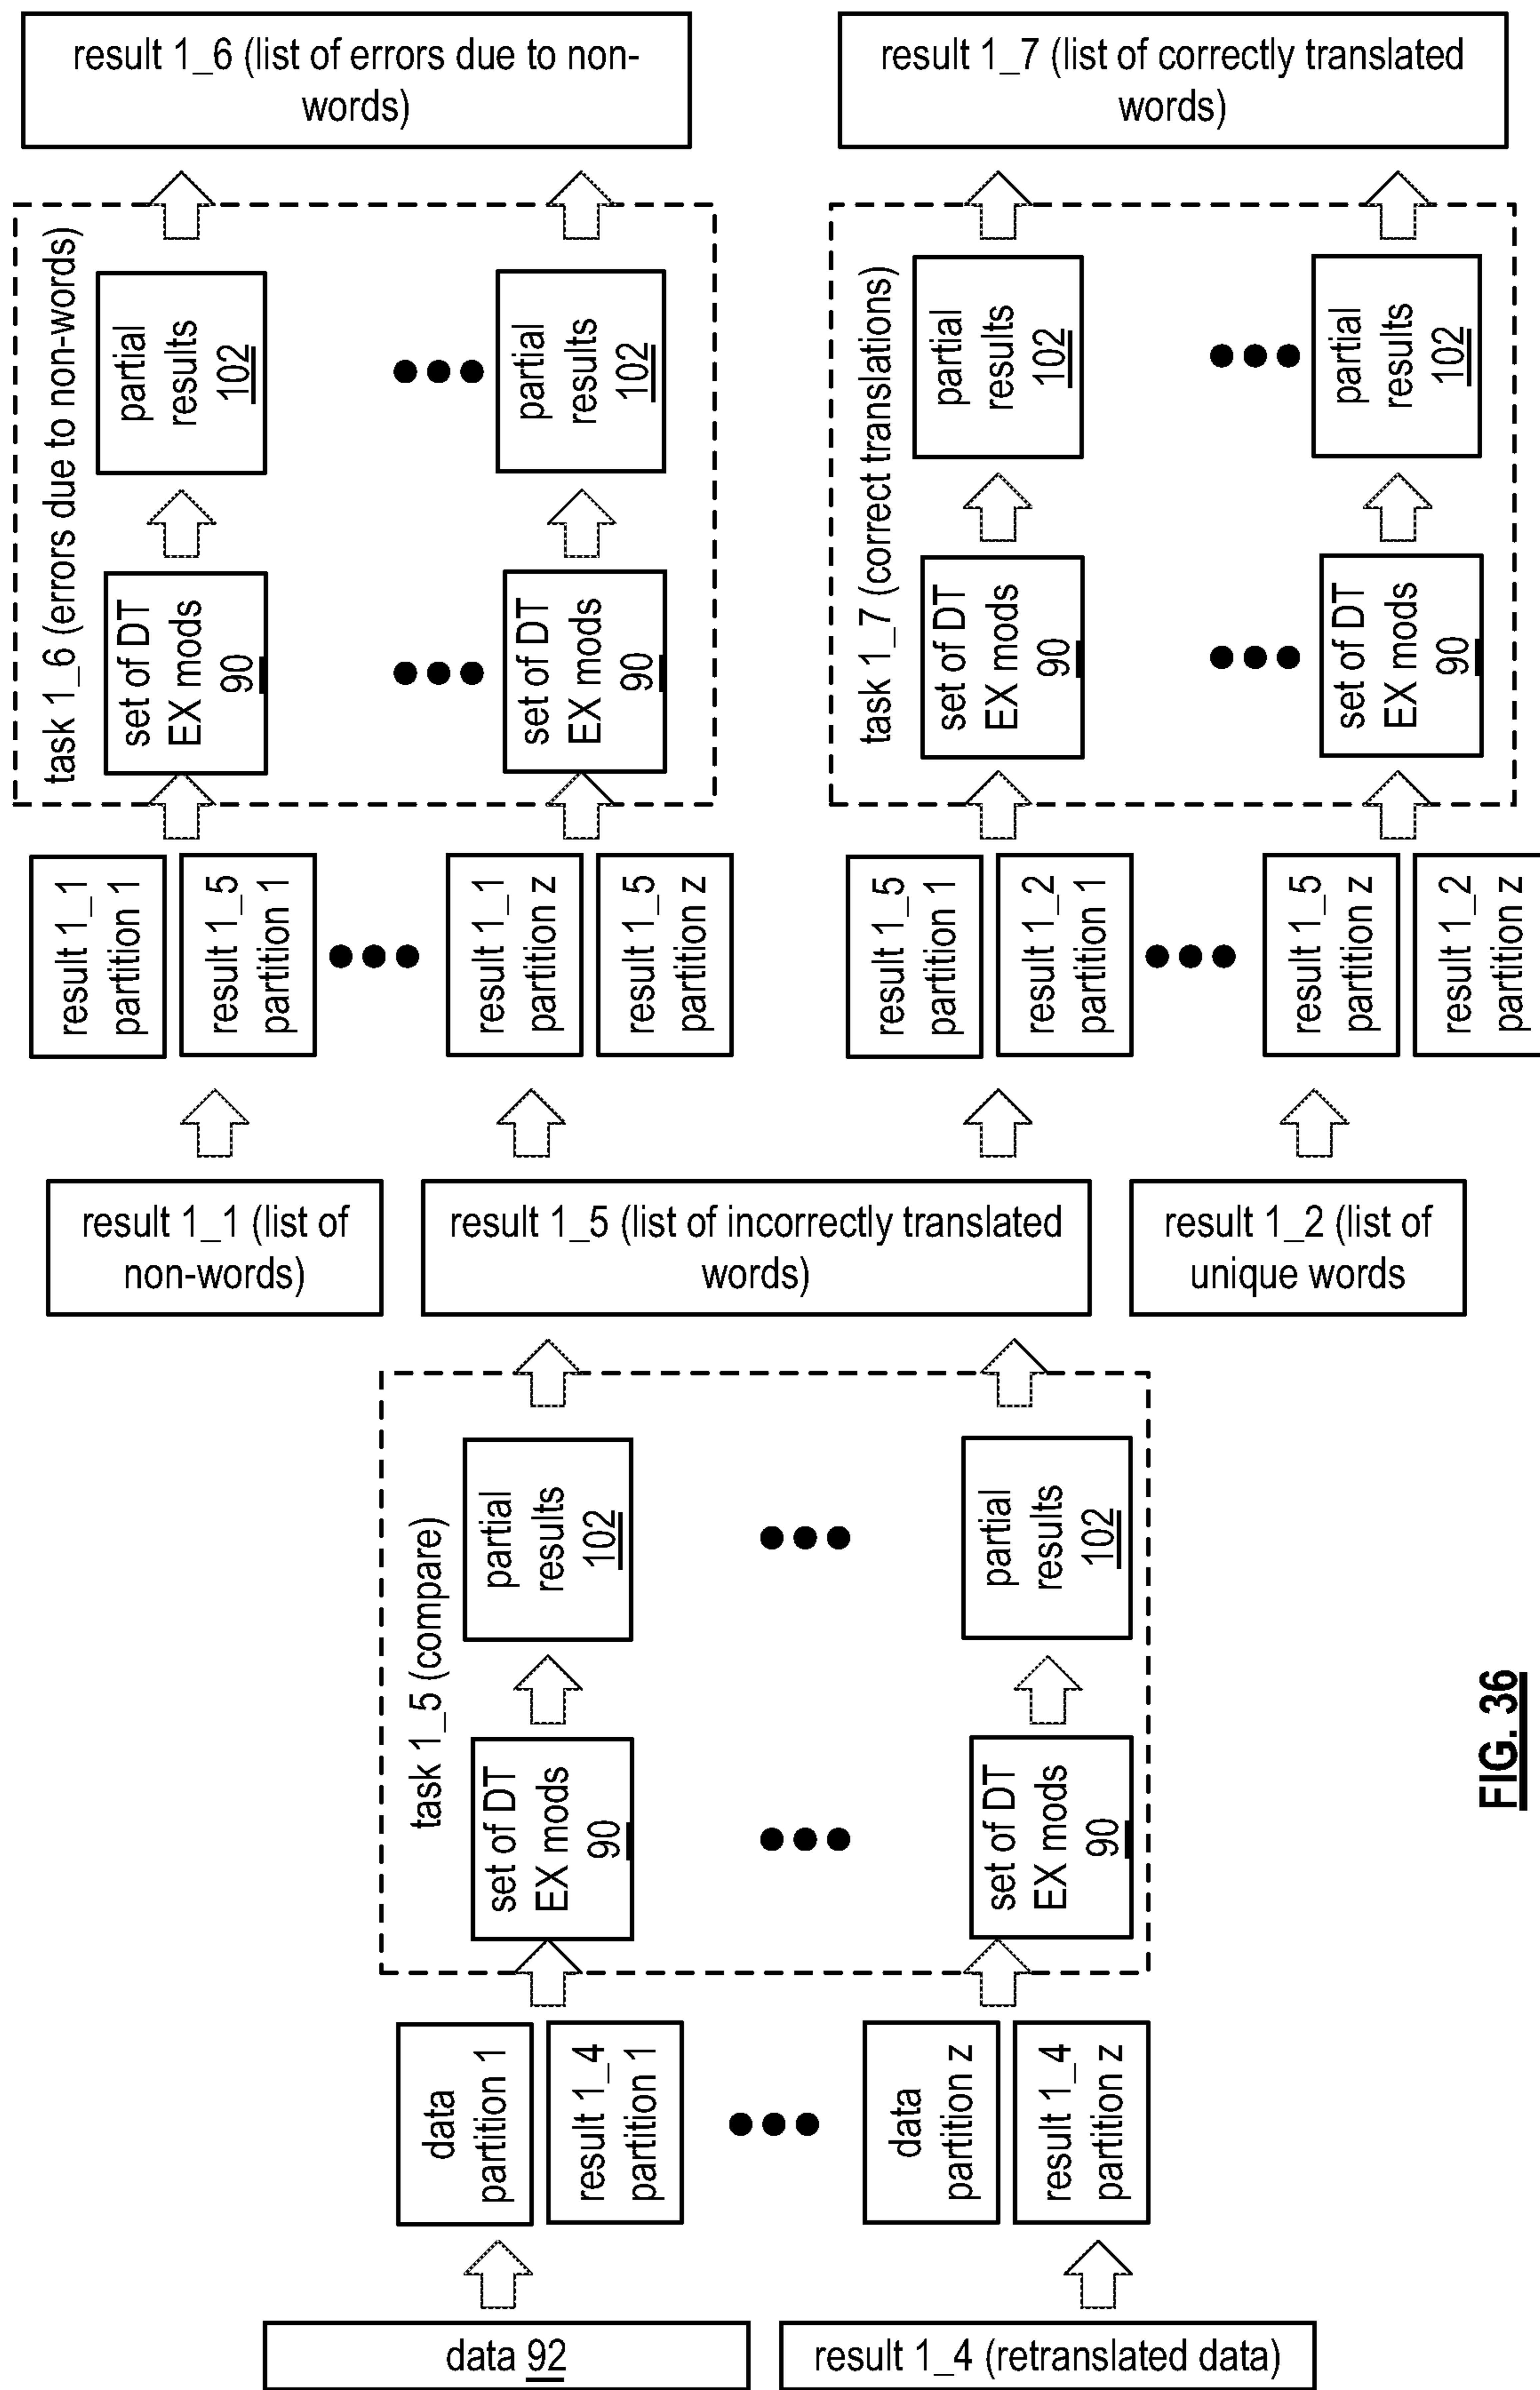 data 92
result 1_4 (retranslated data)
data
partition 1
result 1_4
partition 1
data
partition z
result 1_4
partition z
task 1_5 (compare)
set of DT
EX mods
90
partial
results
102
set of DT
EX mods
90
partial
results
102
result 1_1 (list of
non-words)
result 1_5 (list of incorrectly translated
words)
result 1_2 (list of
unique words
result 1_1
partition 1
result 1_5
partition 1
result 1_1
partition z
result 1_5
partition z
result 1_5
partition 1
result 1_2
partition 1
result 1_5
partition z
result 1_2
partition z
task 1_6 (errors due to non-words)
set of DT
EX mods
90
partial
results
102
set of DT
EX mods
90
partial
results
102
task 1_7 (correct translations)
set of DT
EX mods
90
partial
results
102
set of DT
EX mods
90
partial
results
102
result 1_6 (list of errors due to non-
words)
result 1_7 (list of correctly translated
words)
FIG. 36